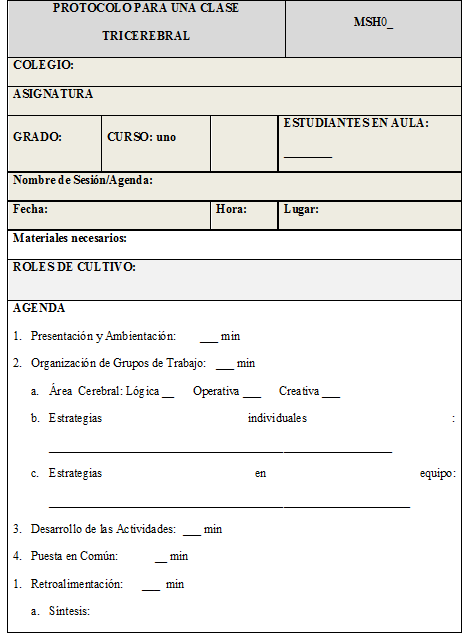 PROTOCOLO PARA UNA CLASE
TRICEREBRAL
MSH0_
COLEGIO:
ASIGNATURA
GRADO:
CURSO: uno
ESTUDIANTES EN AULA:
________
Nombre de Sesión/Agenda:
Fecha:
Hora:
Lugar:
Materiales necesarios:
ROLES DE CULTIVO:
AGENDA
1. Presentación y Ambientación: ___ min
2. Organización de Grupos de Trabajo: ___ min
a. Área Cerebral: Lógica __ Operativa ___ Creativa ___
b. Estrategias individuales :
_________________________________________________________
c. Estrategias en equipo:
____________________________________________________________
3. Desarrollo de las Actividades: ___ min
4. Puesta en Común: __ min
1. Retroalimentación: ___ min
a. Síntesis: